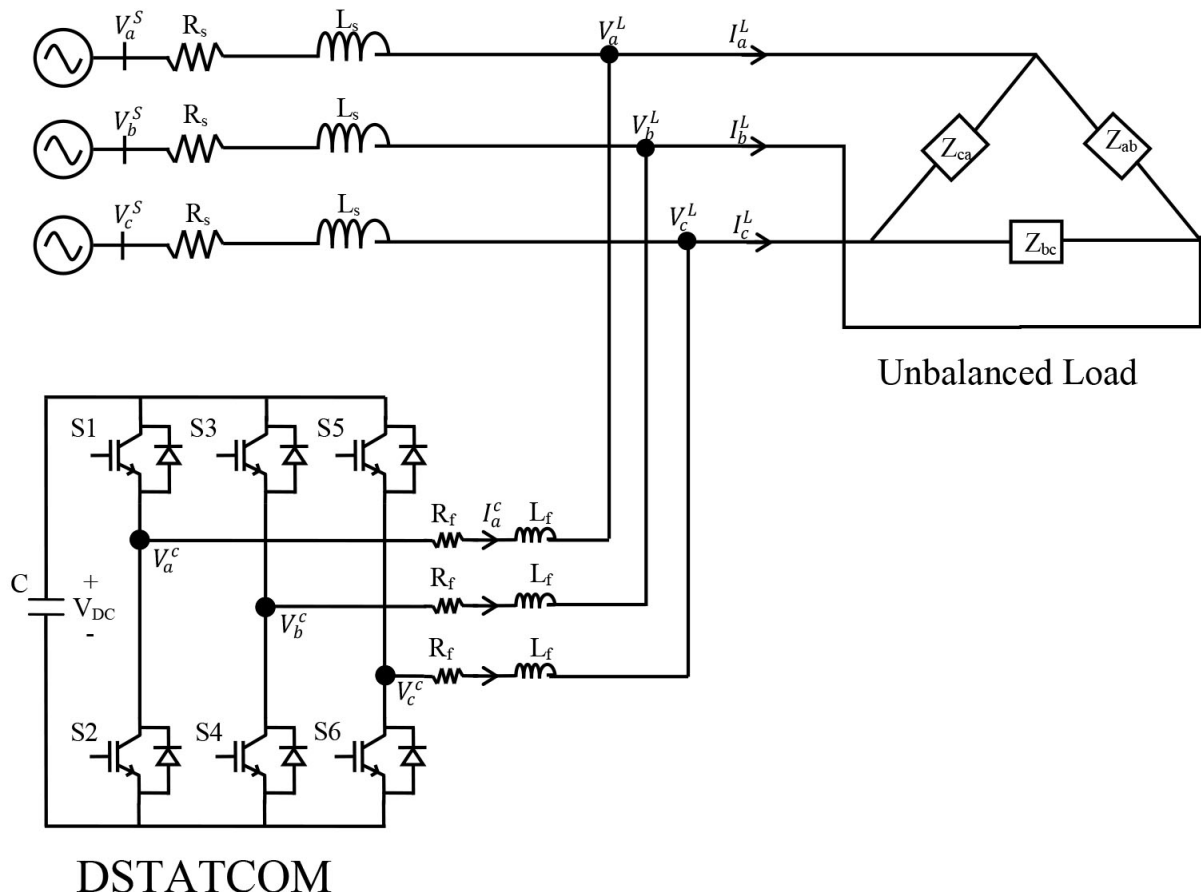 V_a^S R_s L_s V_a^L I_a^L
V_b^S R_s L_s V_b^L I_b^L
Z_ca Z_ab
V_c^S R_s L_s V_c^L I_c^L
Z_bc
Unbalanced Load
S1 S3 S5
R_f I_a^c L_f
V_a^c
C + V_DC -
R_f L_f
V_b^c
R_f L_f
V_c^c
S2 S4 S6
DSTATCOM